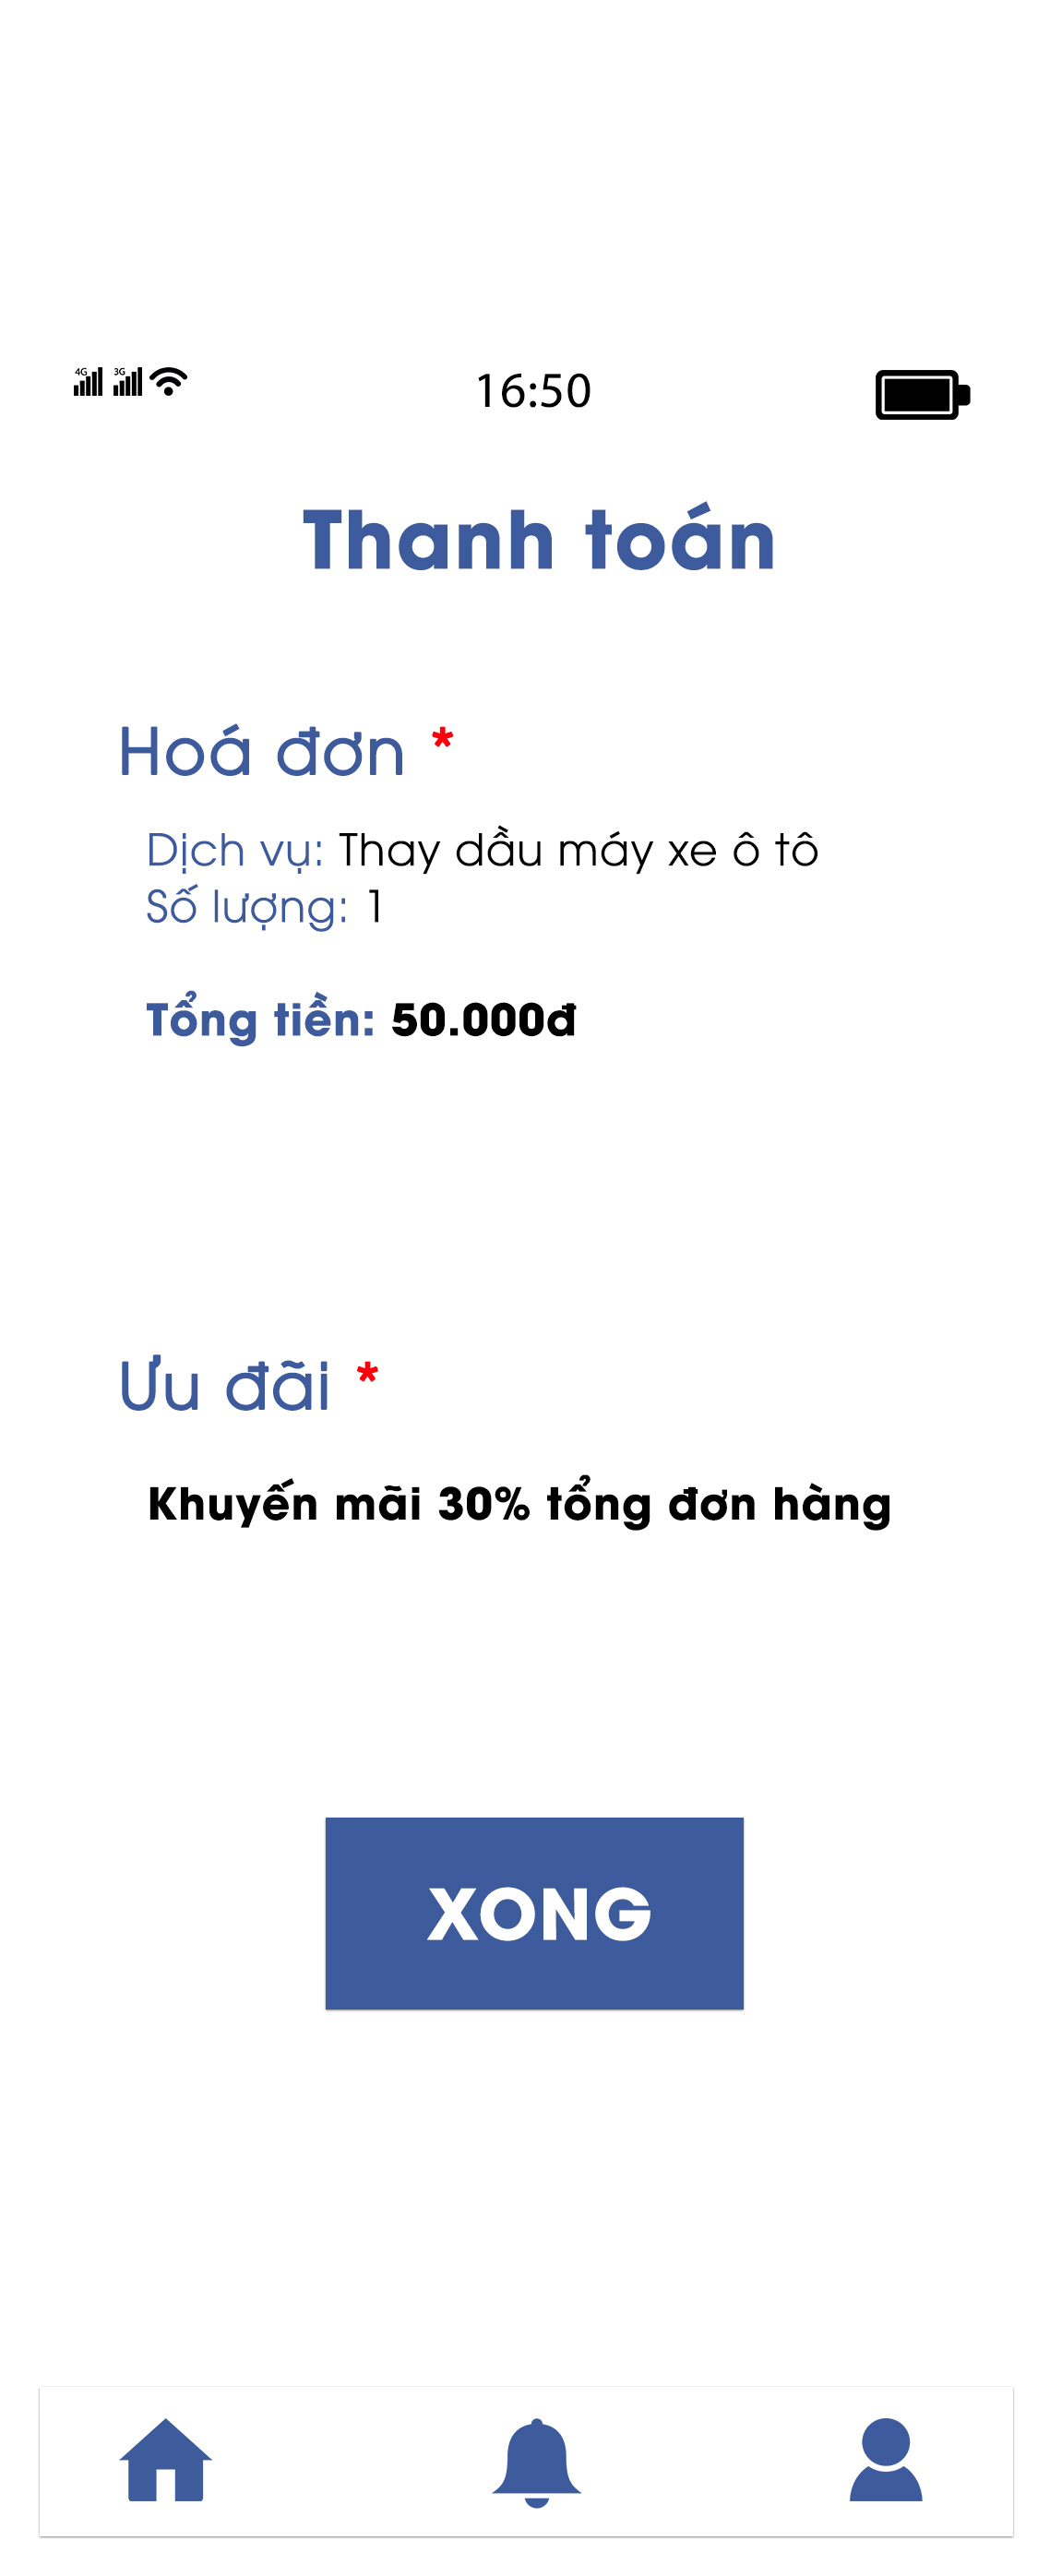 4G 3G 16:50
Thanh toán
Hoá đơn *
Dịch vụ: Thay dầu máy xe ô tô
Số lượng: 1
Tổng tiền: 50.000đ
Ưu đãi *
Khuyến mãi 30% tổng đơn hàng
XONG